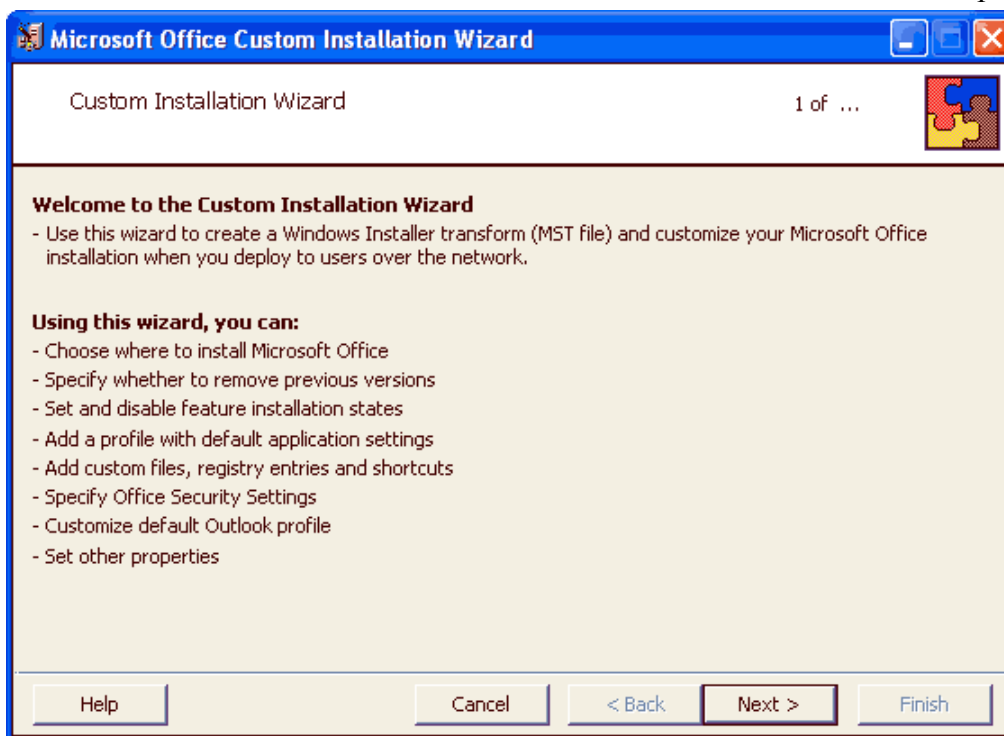 Microsoft Office Custom Installation Wizard
Custom Installation Wizard
1 of ...
Welcome to the Custom Installation Wizard
- Use this wizard to create a Windows Installer transform (MST file) and customize your Microsoft Office
installation when you deploy to users over the network.
Using this wizard, you can:
- Choose where to install Microsoft Office
- Specify whether to remove previous versions
- Set and disable feature installation states
- Add a profile with default application settings
- Add custom files, registry entries and shortcuts
- Specify Office Security Settings
- Customize default Outlook profile
- Set other properties
Help
Cancel
< Back
Next >
Finish